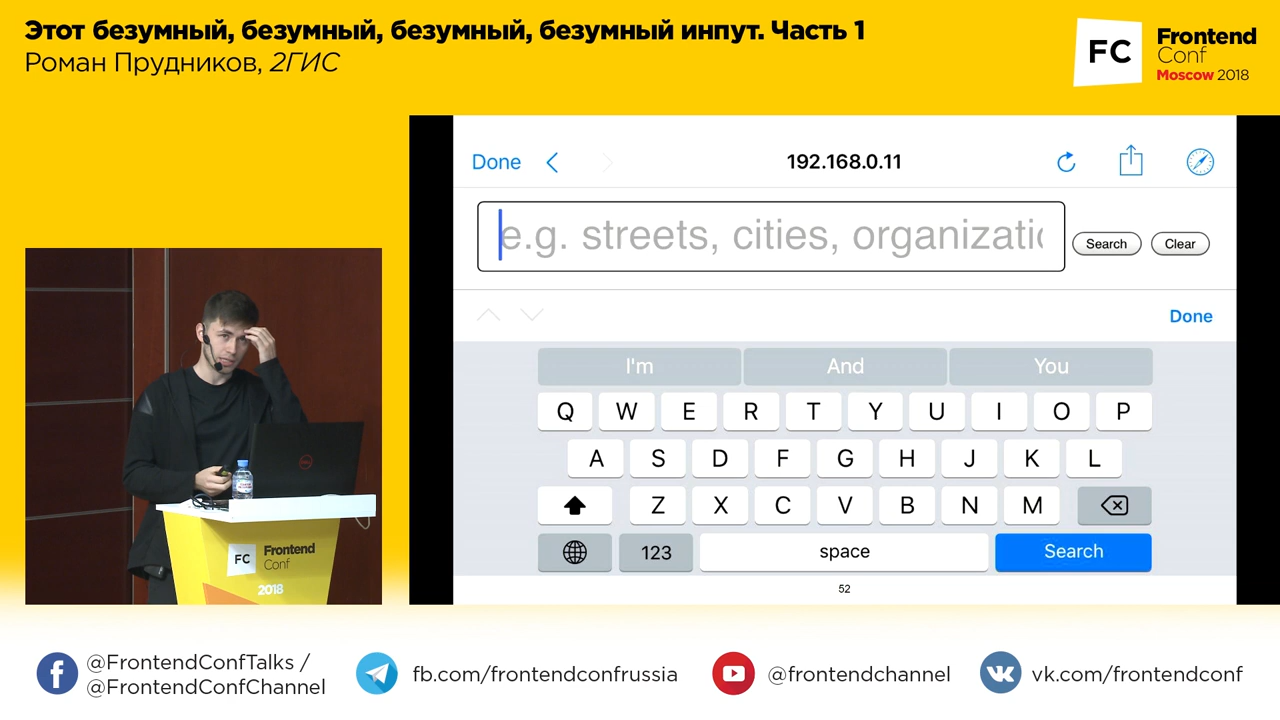 Этот безумный, безумный, безумный, безумный инпут. Часть 1
Роман Прудников, 2ГИС
FC
Frontend
Conf
Moscow 2018
Done
192.168.0.11
e.g. streets, cities, organizatio
Search
Clear
Done
I'm And You
Q W E R T Y U I O P
A S D F G H J K L
Z X C V B N M
123 space Search
52
FC
Frontend
Conf
2018
@FrontendConfTalks /
@FrontendConfChannel
fb.com/frontendconfrussia
@frontendchannel
vk.com/frontendconf